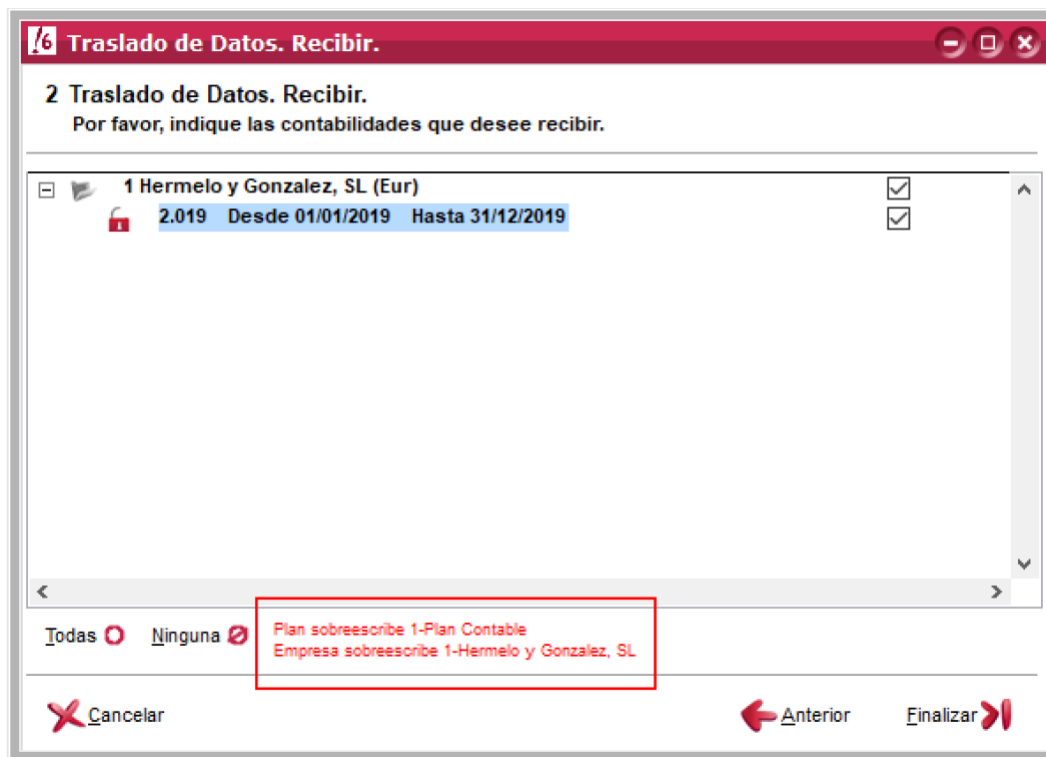 Traslado de Datos. Recibir.
2 Traslado de Datos. Recibir.
Por favor, indique las contabilidades que desee recibir.
1 Hermelo y Gonzalez, SL (Eur)
2.019 Desde 01/01/2019 Hasta 31/12/2019
Todas Ninguna
Plan sobreescribe 1-Plan Contable
Empresa sobreescribe 1-Hermelo y Gonzalez, SL
Cancelar Anterior Finalizar